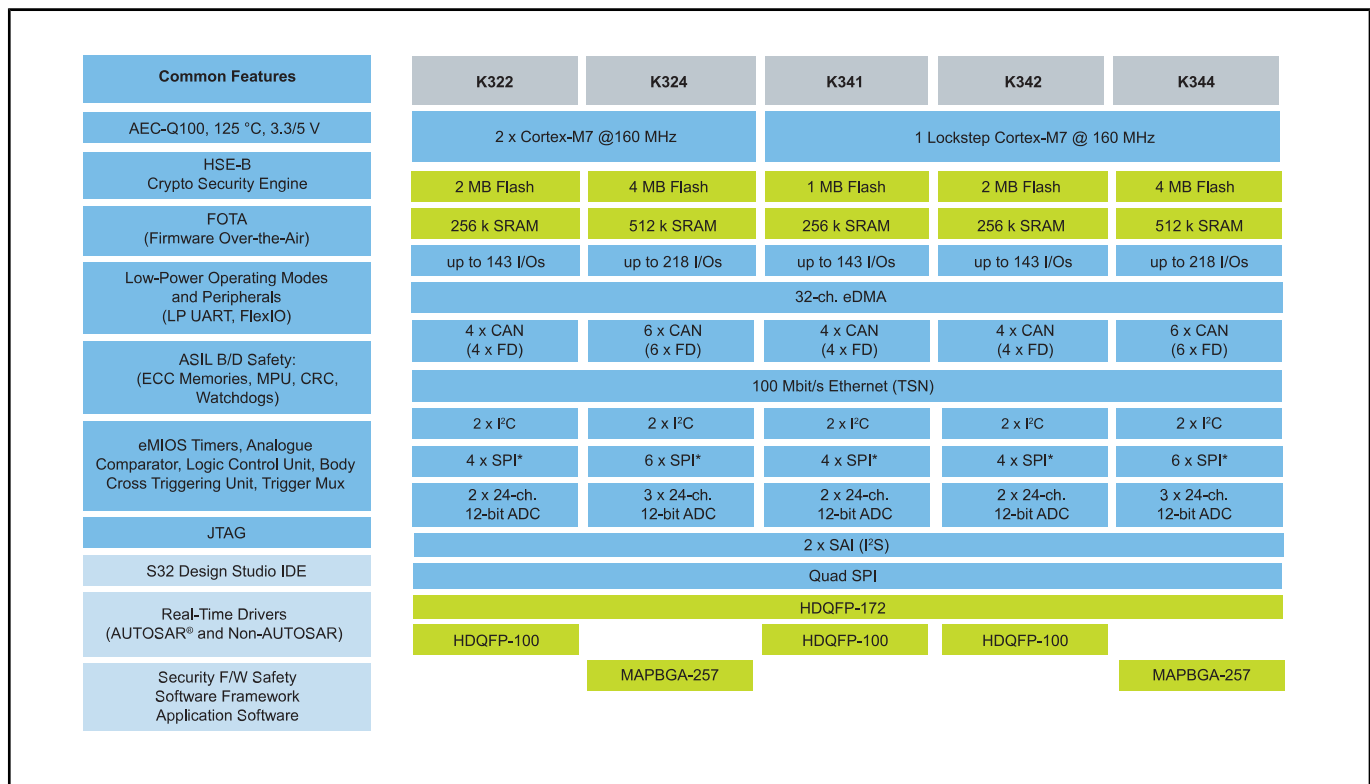 Common Features
AEC-Q100, 125 °C, 3.3/5 V
HSE-B
Crypto Security Engine
FOTA
(Firmware Over-the-Air)
Low-Power Operating Modes
and Peripherals
(LP UART, FlexIO)
ASIL B/D Safety:
(ECC Memories, MPU, CRC,
Watchdogs)
eMIOS Timers, Analogue
Comparator, Logic Control Unit, Body
Cross Triggering Unit, Trigger Mux
JTAG
S32 Design Studio IDE
Real-Time Drivers
(AUTOSAR® and Non-AUTOSAR)
Security F/W Safety
Software Framework
Application Software
K322 K324 K341 K342 K344
2 x Cortex-M7 @160 MHz 1 Lockstep Cortex-M7 @ 160 MHz
2 MB Flash 4 MB Flash 1 MB Flash 2 MB Flash 4 MB Flash
256 k SRAM 512 k SRAM 256 k SRAM 256 k SRAM 512 k SRAM
up to 143 I/Os up to 218 I/Os up to 143 I/Os up to 143 I/Os up to 218 I/Os
32-ch. eDMA
4 x CAN 6 x CAN 4 x CAN 4 x CAN 6 x CAN
(4 x FD) (6 x FD) (4 x FD) (4 x FD) (6 x FD)
100 Mbit/s Ethernet (TSN)
2 x I²C 2 x I²C 2 x I²C 2 x I²C 2 x I²C
4 x SPI* 6 x SPI* 4 x SPI* 4 x SPI* 6 x SPI*
2 x 24-ch. 3 x 24-ch. 2 x 24-ch. 2 x 24-ch. 3 x 24-ch.
12-bit ADC 12-bit ADC 12-bit ADC 12-bit ADC 12-bit ADC
2 x SAI (I²S)
Quad SPI
HDQFP-172
HDQFP-100 HDQFP-100 HDQFP-100
MAPBGA-257 MAPBGA-257